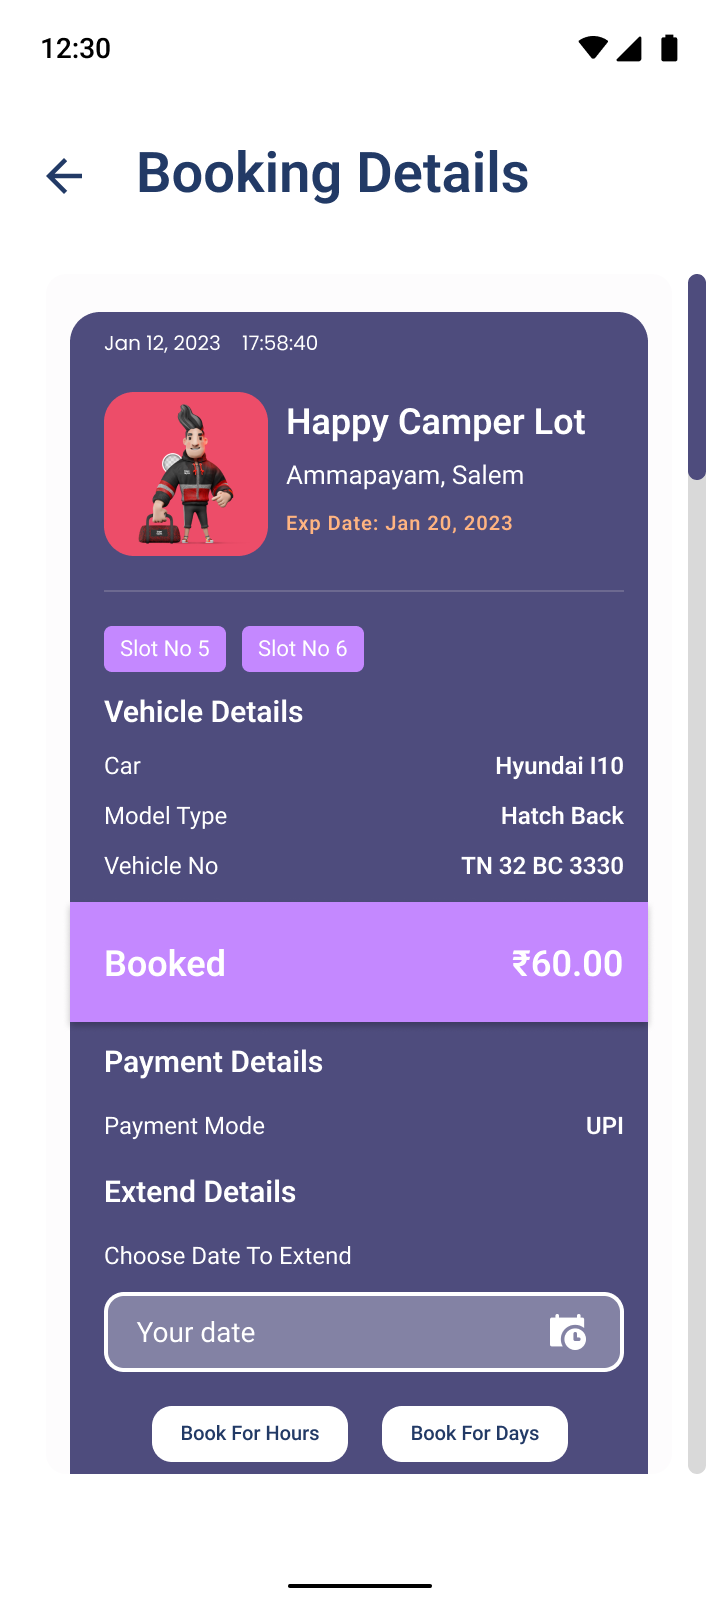 12:30
Booking Details
Jan 12, 2023 17:58:40
Happy Camper Lot
Ammapayam, Salem
Exp Date: Jan 20, 2023
Slot No 5 Slot No 6
Vehicle Details
Car Hyundai I10
Model Type Hatch Back
Vehicle No TN 32 BC 3330
Booked ₹60.00
Payment Details
Payment Mode UPI
Extend Details
Choose Date To Extend
Your date
Book For Hours Book For Days